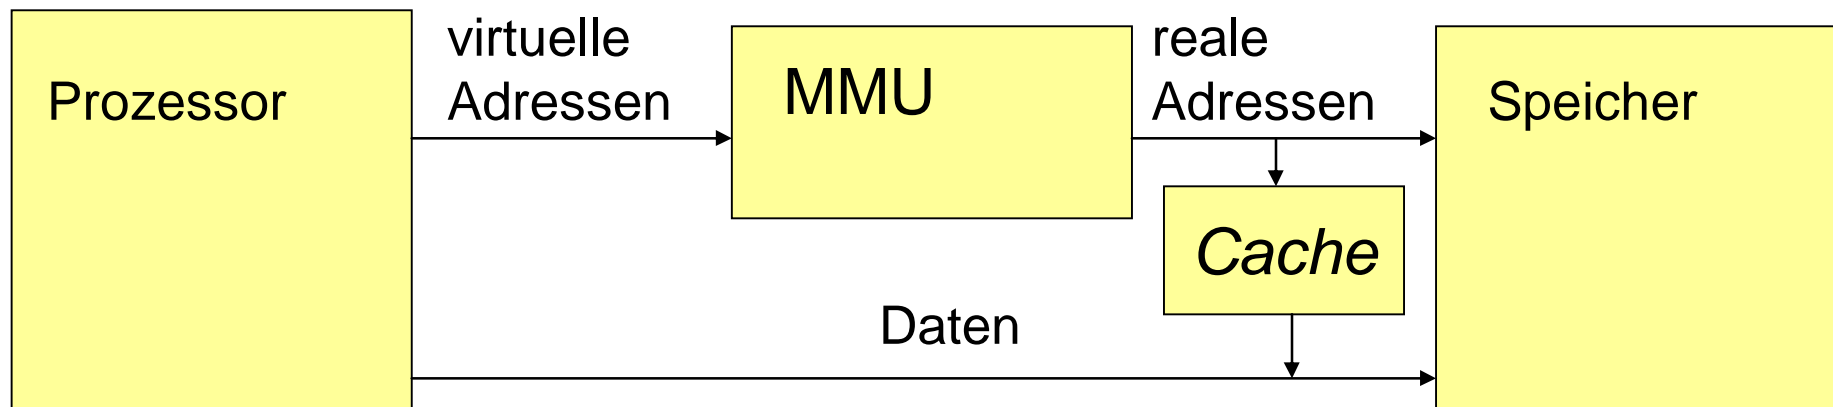 Prozessor
virtuelle
Adressen
MMU
reale
Adressen
Speicher
Cache
Daten